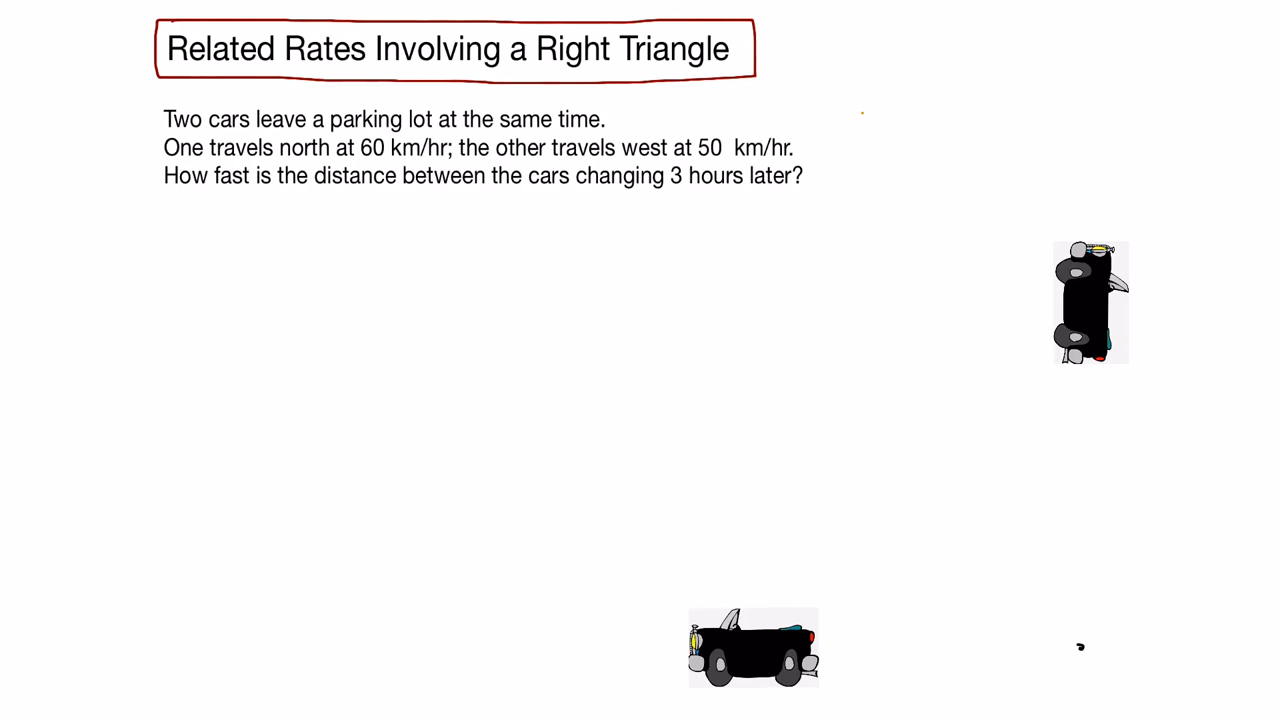 Related Rates Involving a Right Triangle
Two cars leave a parking lot at the same time.
One travels north at 60 km/hr; the other travels west at 50  km/hr.
How fast is the distance between the cars changing 3 hours later?